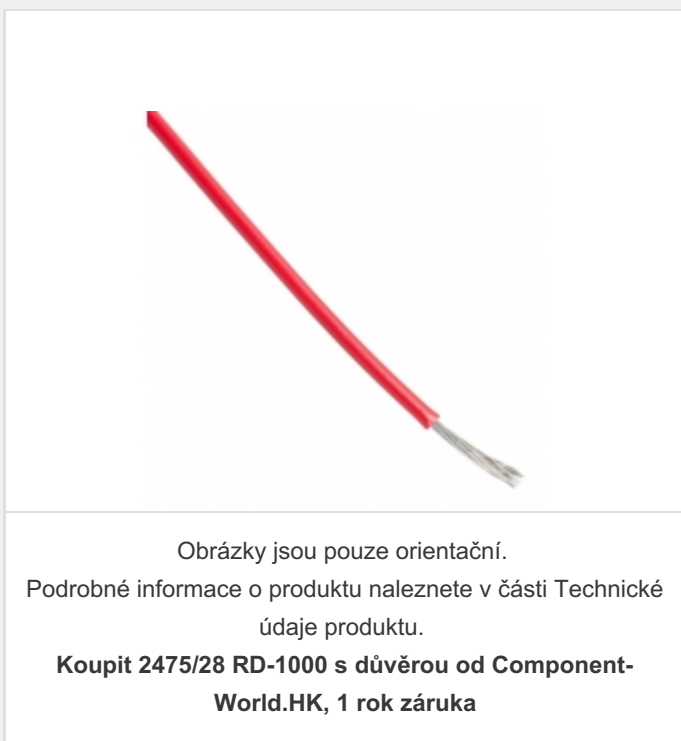 Obrázky jsou pouze orientační.
Podrobné informace o produktu naleznete v části Technické
údaje produktu.
Koupit 2475/28 RD-1000 s důvěrou od Component-
World.HK, 1 rok záruka